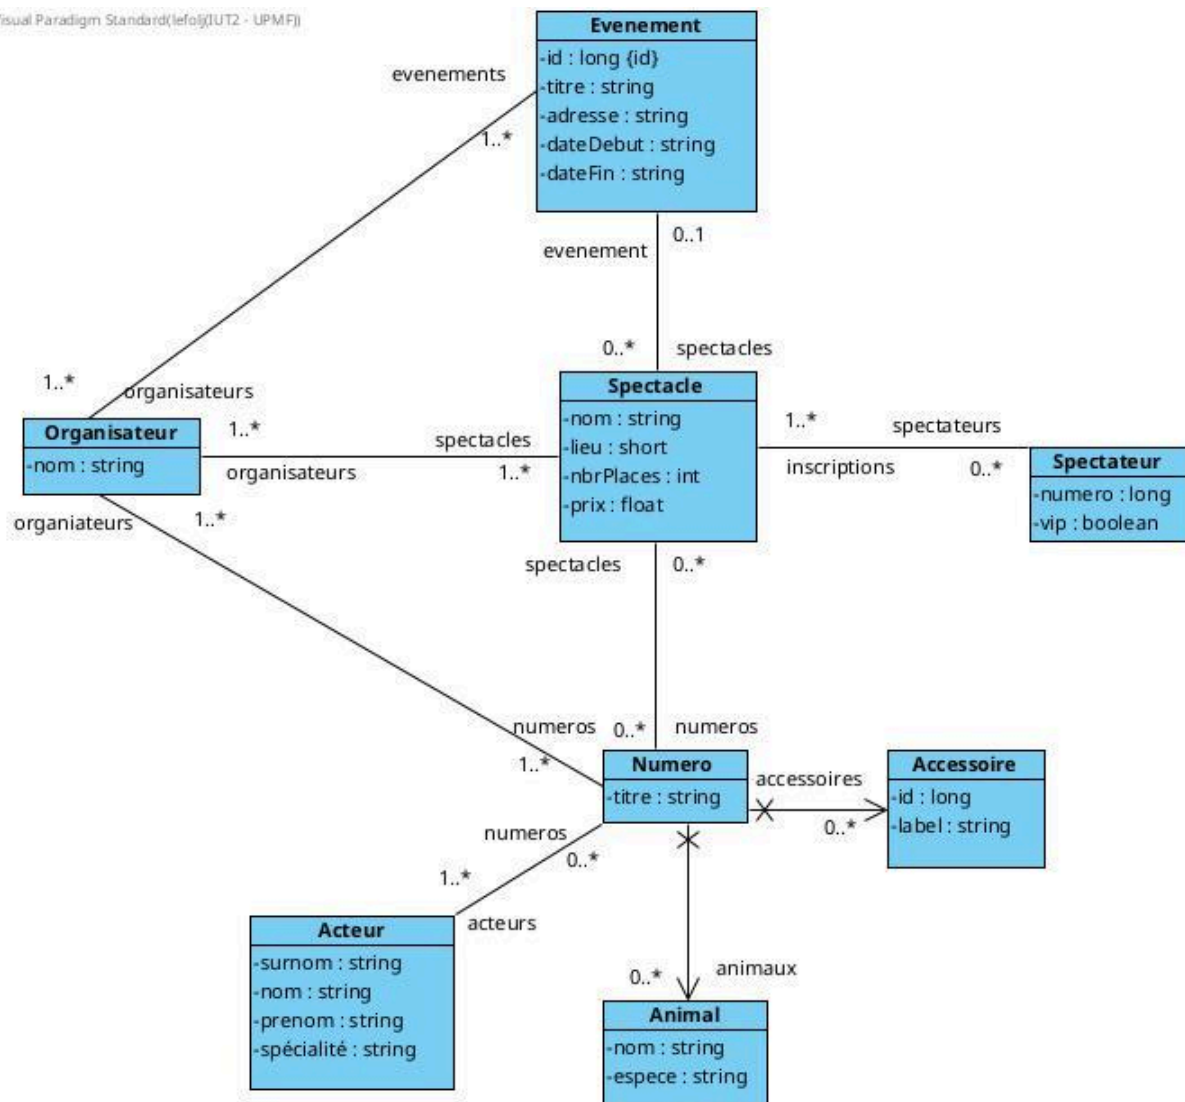 Visual Paradigm Standard(lefolj(IUT2 - UPMF))
Evenement
-id : long {id}
-titre : string
-adresse : string
-dateDebut : string
-dateFin : string
evenements
1..*
0..1
evenement
0..*
spectacles
1..*
organisateurs
Organisateur
-nom : string
1..*
organisateurs
spectacles
1..*
Spectacle
-nom : string
-lieu : short
-nbrPlaces : int
-prix : float
1..*
spectateurs
inscriptions
0..*
Spectateur
-numero : long
-vip : boolean
organiateurs
1..*
spectacles
0..*
numeros
1..*
0..*
numeros
Numero
-titre : string
accessoires
0..*
Accessoire
-id : long
-label : string
numeros
0..*
1..*
acteurs
Acteur
-surnom : string
-nom : string
-prenom : string
-spécialité : string
0..*
animaux
Animal
-nom : string
-espece : string